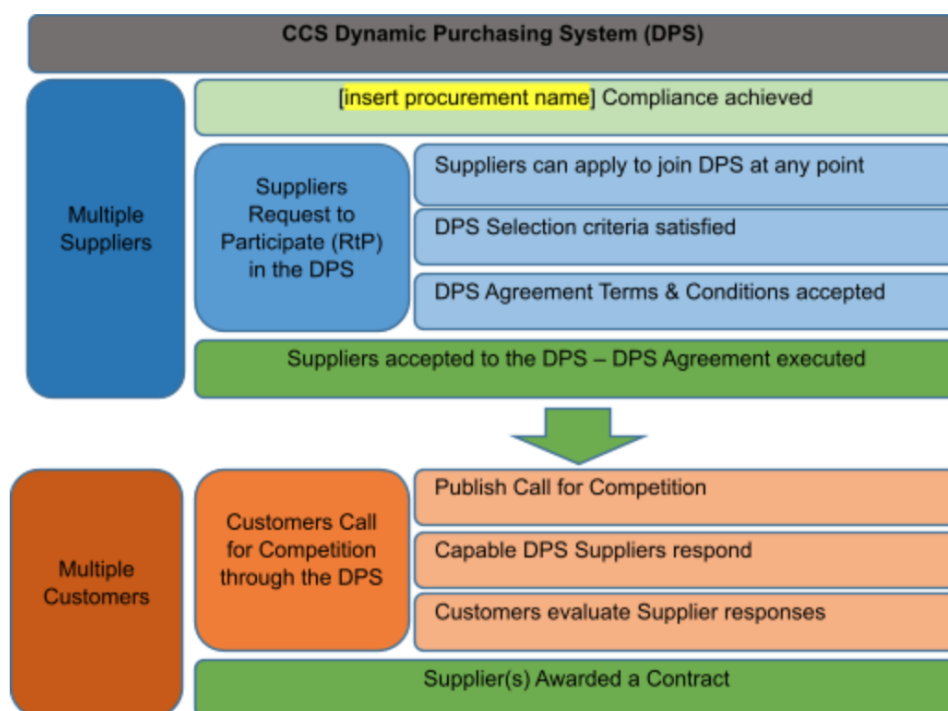 CCS Dynamic Purchasing System (DPS)
[insert procurement name] Compliance achieved
Multiple
Suppliers
Suppliers
Request to
Participate (RtP)
in the DPS
Suppliers can apply to join DPS at any point
DPS Selection criteria satisfied
DPS Agreement Terms & Conditions accepted
Suppliers accepted to the DPS – DPS Agreement executed
Multiple
Customers
Customers Call
for Competition
through the DPS
Publish Call for Competition
Capable DPS Suppliers respond
Customers evaluate Supplier responses
Supplier(s) Awarded a Contract